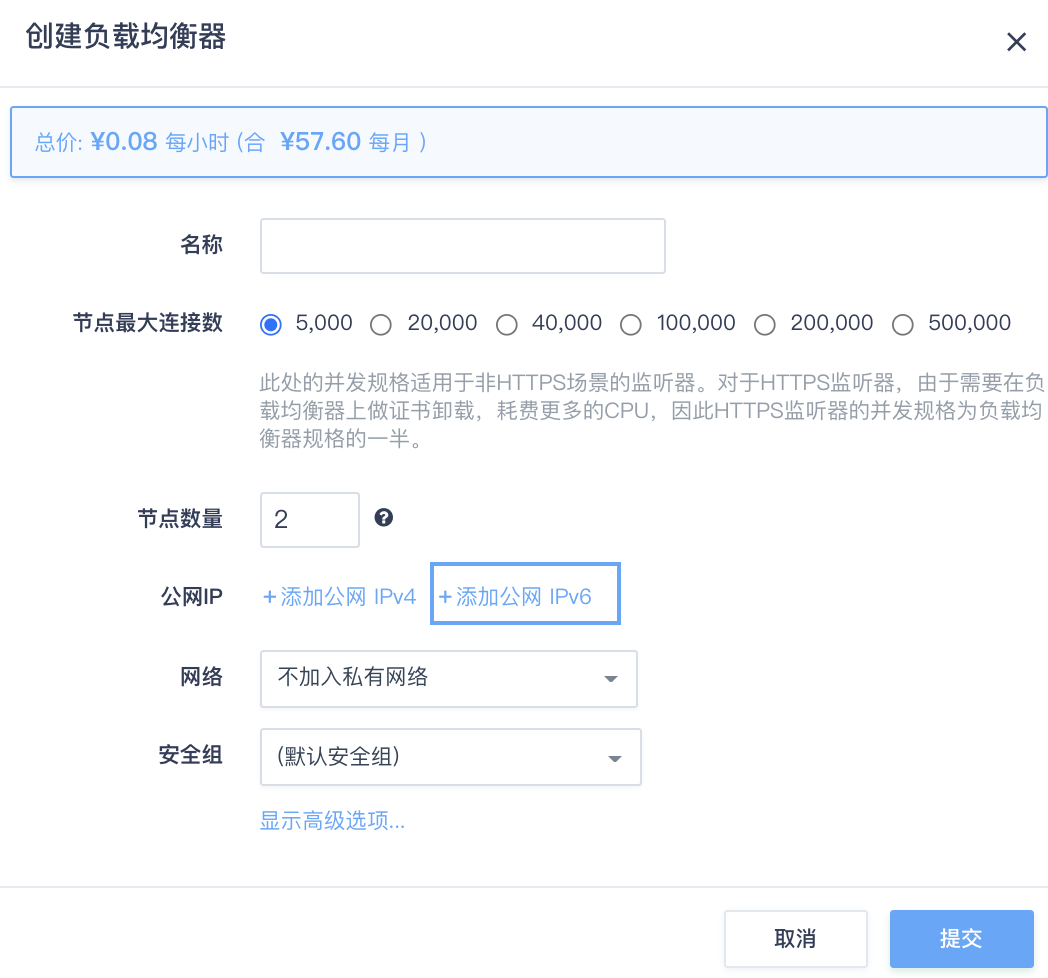 创建负载均衡器
总价: ¥0.08 每小时 (合 ¥57.60 每月 )
名称
节点最大连接数 5,000 20,000 40,000 100,000 200,000 500,000
此处的并发规格适用于非HTTPS场景的监听器。对于HTTPS监听器，由于需要在负
载均衡器上做证书卸载，耗费更多的CPU，因此HTTPS监听器的并发规格为负载均
衡器规格的一半。
节点数量 2 ?
公网IP +添加公网 IPv4 +添加公网 IPv6
网络 不加入私有网络
安全组 (默认安全组)
显示高级选项...
取消 提交